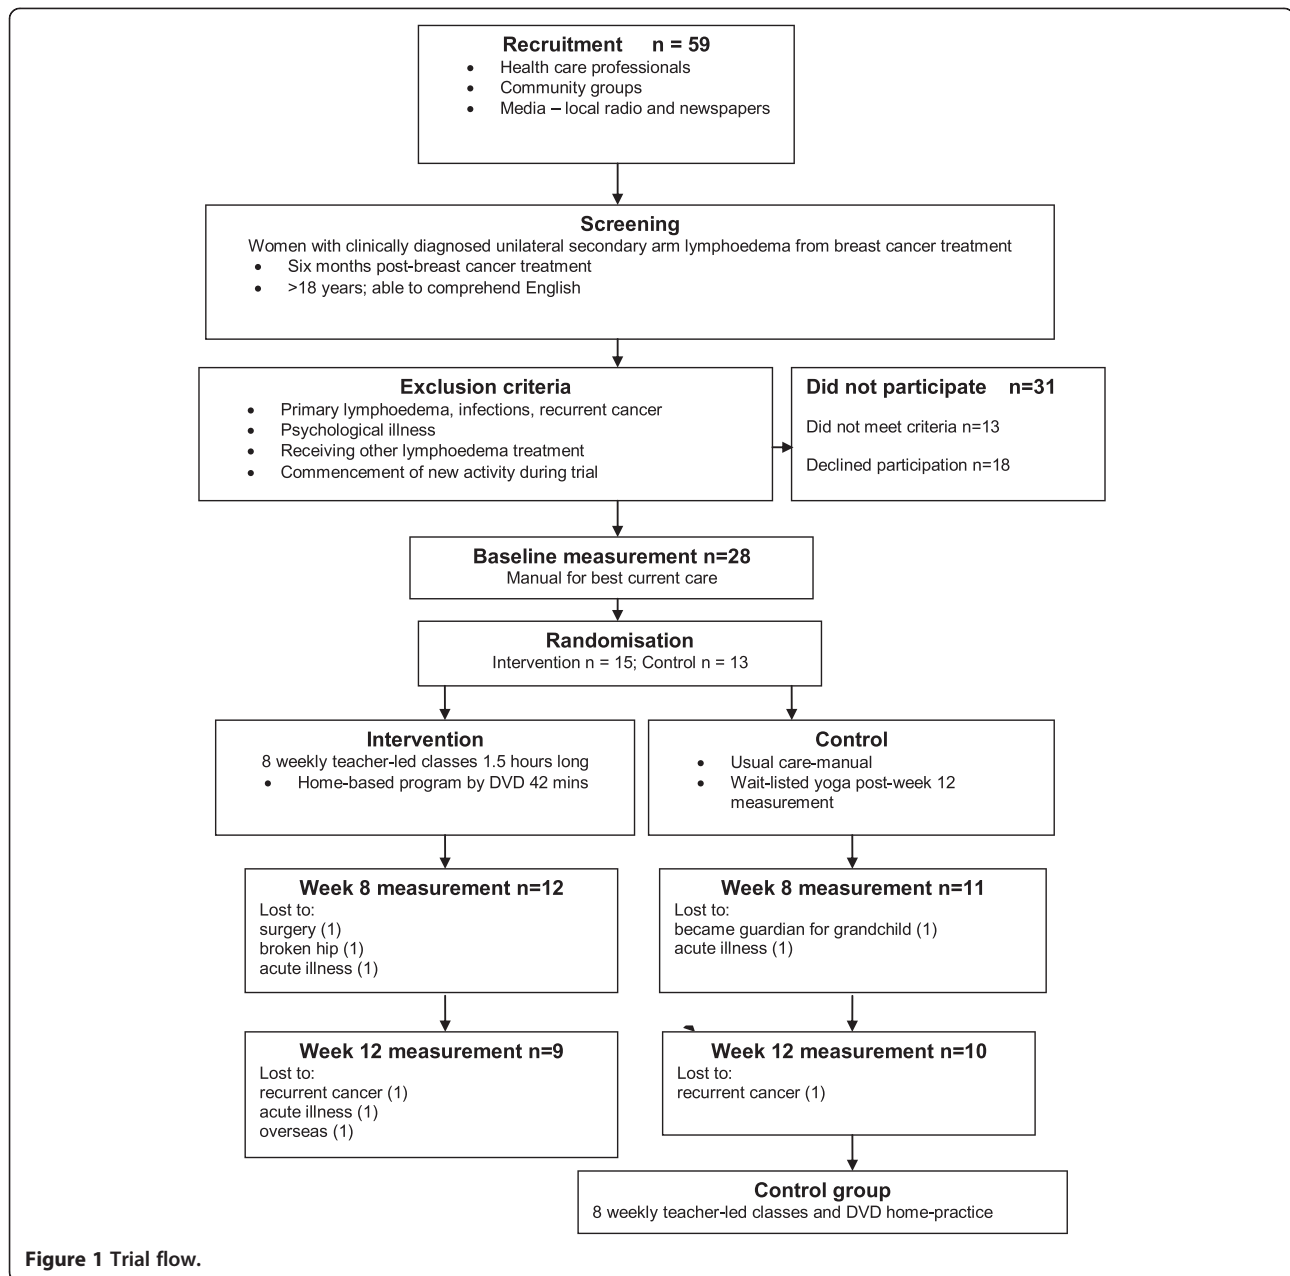 Recruitment n = 59
• Health care professionals
• Community groups
• Media – local radio and newspapers
Screening
Women with clinically diagnosed unilateral secondary arm lymphoedema from breast cancer treatment
• Six months post-breast cancer treatment
• >18 years; able to comprehend English
Exclusion criteria
• Primary lymphoedema, infections, recurrent cancer
• Psychological illness
• Receiving other lymphoedema treatment
• Commencement of new activity during trial
Did not participate n=31
Did not meet criteria n=13
Declined participation n=18
Baseline measurement n=28
Manual for best current care
Randomisation
Intervention n = 15; Control n = 13
Intervention
8 weekly teacher-led classes 1.5 hours long
• Home-based program by DVD 42 mins
Control
• Usual care-manual
• Wait-listed yoga post-week 12
measurement
Week 8 measurement n=12
Lost to:
surgery (1)
broken hip (1)
acute illness (1)
Week 8 measurement n=11
Lost to:
became guardian for grandchild (1)
acute illness (1)
Week 12 measurement n=9
Lost to:
recurrent cancer (1)
acute illness (1)
overseas (1)
Week 12 measurement n=10
Lost to:
recurrent cancer (1)
Control group
8 weekly teacher-led classes and DVD home-practice
Figure 1 Trial flow.